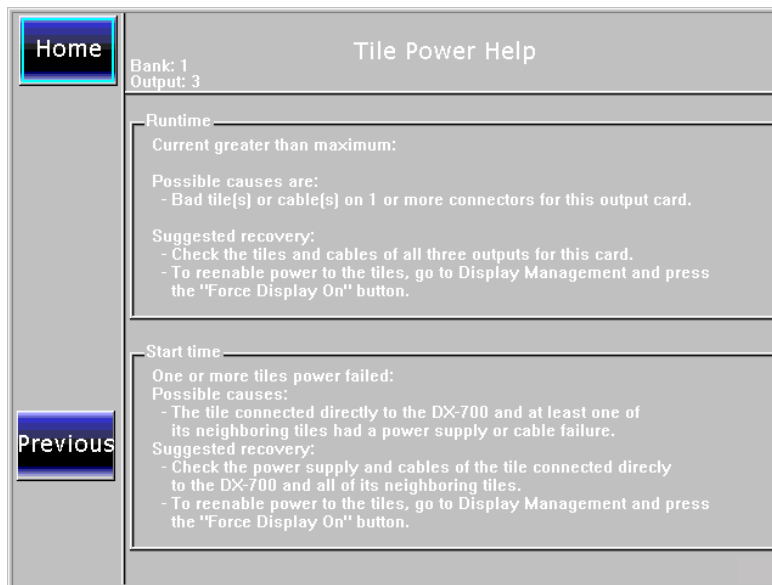 Home
Tile Power Help
Bank: 1
Output: 3
Runtime
Current greater than maximum:
Possible causes are:
- Bad tile(s) or cable(s) on 1 or more connectors for this output card.
Suggested recovery:
- Check the tiles and cables of all three outputs for this card.
- To reenable power to the tiles, go to Display Management and press
the "Force Display On" button.
Start time
One or more tiles power failed:
Possible causes:
- The tile connected directly to the DX-700 and at least one of
its neighboring tiles had a power supply or cable failure.
Previous
Suggested recovery:
- Check the power supply and cables of the tile connected direcly
to the DX-700 and all of its neighboring tiles.
- To reenable power to the tiles, go to Display Management and press
the "Force Display On" button.